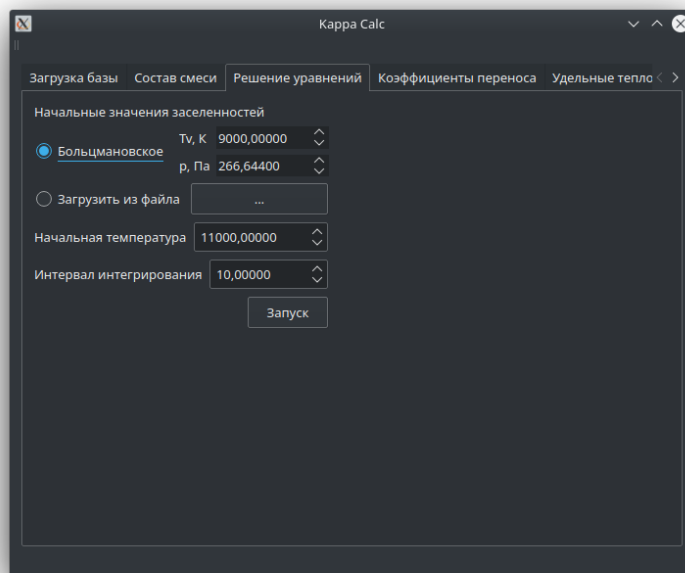 Kappa Calc
Загрузка базы Состав смеси Решение уравнений Коэффициенты переноса Удельные тепло
Начальные значения заселенностей
Больцмановское
Tv, К 9000,00000
p, Па 266,64400
Загрузить из файла ...
Начальная температура 11000,00000
Интервал интегрирования 10,00000
Запуск